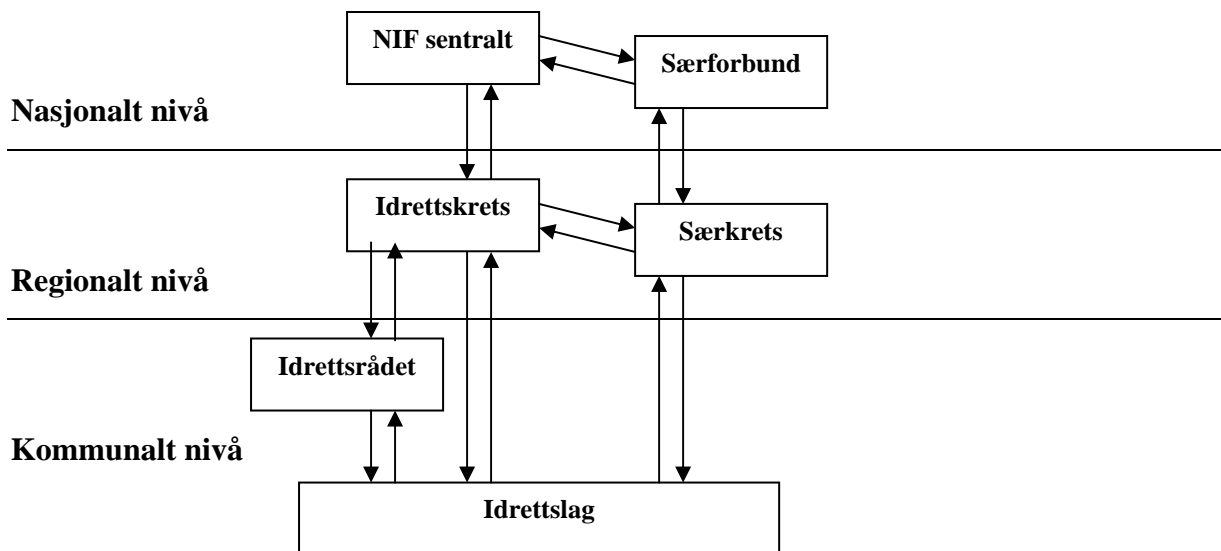 NIF sentralt
Særforbund
Nasjonalt nivå
Idrettskrets
Særkrets
Regionalt nivå
Idrettsrådet
Kommunalt nivå
Idrettslag